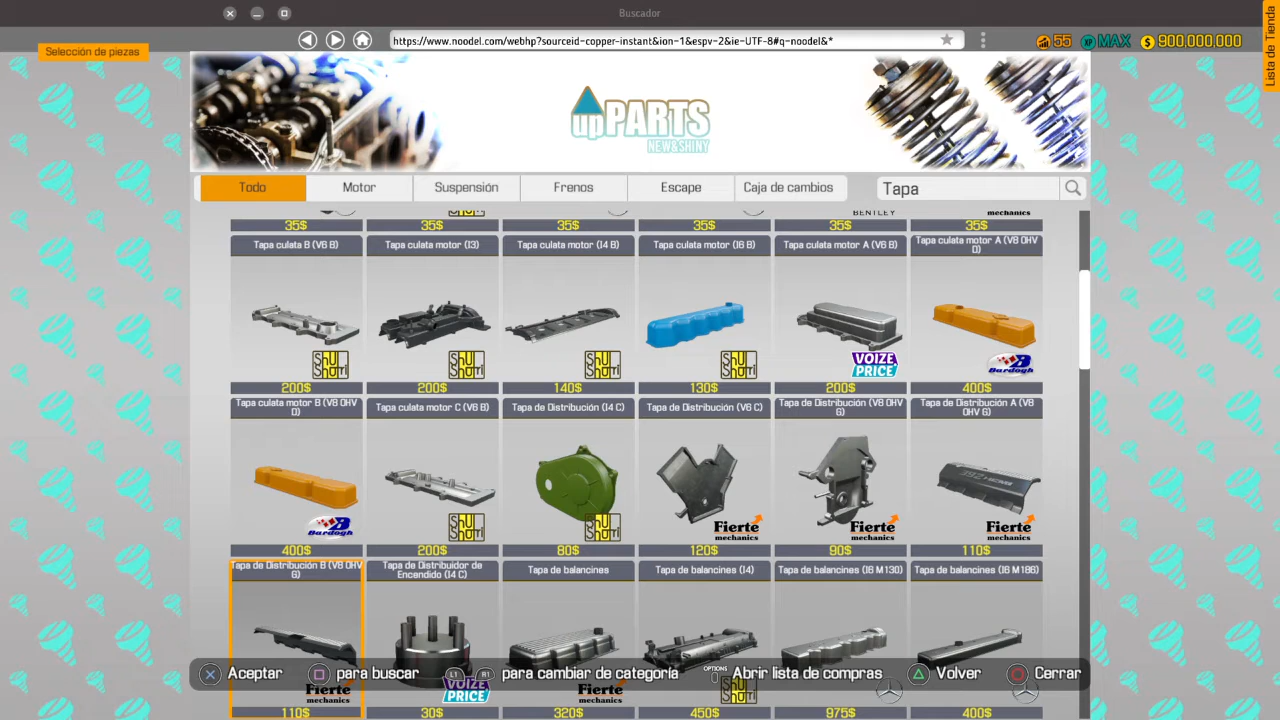 Buscador
https://www.noodel.com/webhp?sourceid-copper-instant&ion-1&espv-2&ie-UTF-8#q-noodel&*
Selección de piezas
55 XP MAX $ 900,000,000
Lista de Tienda
upPARTS
NEW&SHINY
Todo Motor Suspensión Frenos Escape Caja de cambios Tapa
BENTLEY mechanics
35$ 35$ 35$ 35$ 35$ 35$
Tapa culata B (V6 B) Tapa culata motor (I3) Tapa culata motor (I4 B) Tapa culata motor (I6 B) Tapa culata motor A (V6 B) Tapa culata motor A (V8 OHV D)
VOIZE PRICE Bardogh
200$ 200$ 140$ 130$ 200$ 400$
Tapa culata motor B (V8 OHV D) Tapa culata motor C (V6 B) Tapa de Distribución (I4 C) Tapa de Distribución (V6 C) Tapa de Distribución (V8 OHV G) Tapa de Distribución A (V8 OHV G)
Bardogh Fierte mechanics Fierte mechanics Fierte mechanics
400$ 200$ 80$ 120$ 90$ 110$
Tapa de Distribución B (V8 OHV G) Tapa de Distribuidor de Encendido (I4 C) Tapa de balancines Tapa de balancines (I4) Tapa de balancines (I6 M130) Tapa de balancines (I6 M186)
Aceptar para buscar L1 R1 para cambiar de categoría OPTIONS Abrir lista de compras Volver Cerrar
Fierte mechanics VOIZE PRICE Fierte mechanics
110$ 30$ 320$ 450$ 975$ 400$